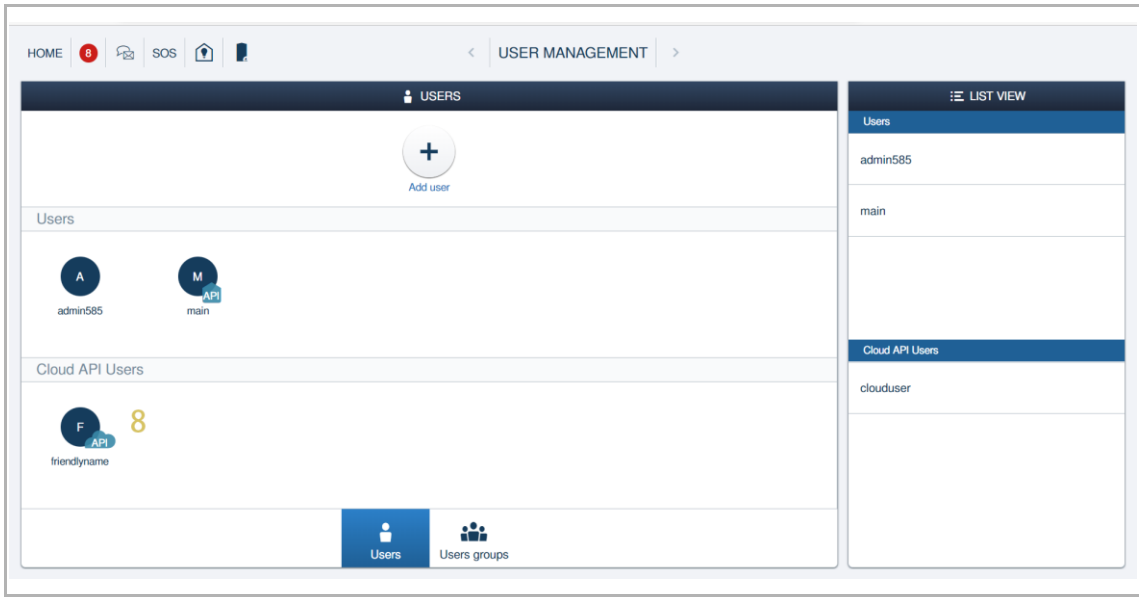 HOME 8 SOS < USER MANAGEMENT >
USERS
Add user
Users
A
admin585
M
API
main
Cloud API Users
F
API
friendlyname
8
Users
Users groups
LIST VIEW
Users
admin585
main
Cloud API Users
clouduser